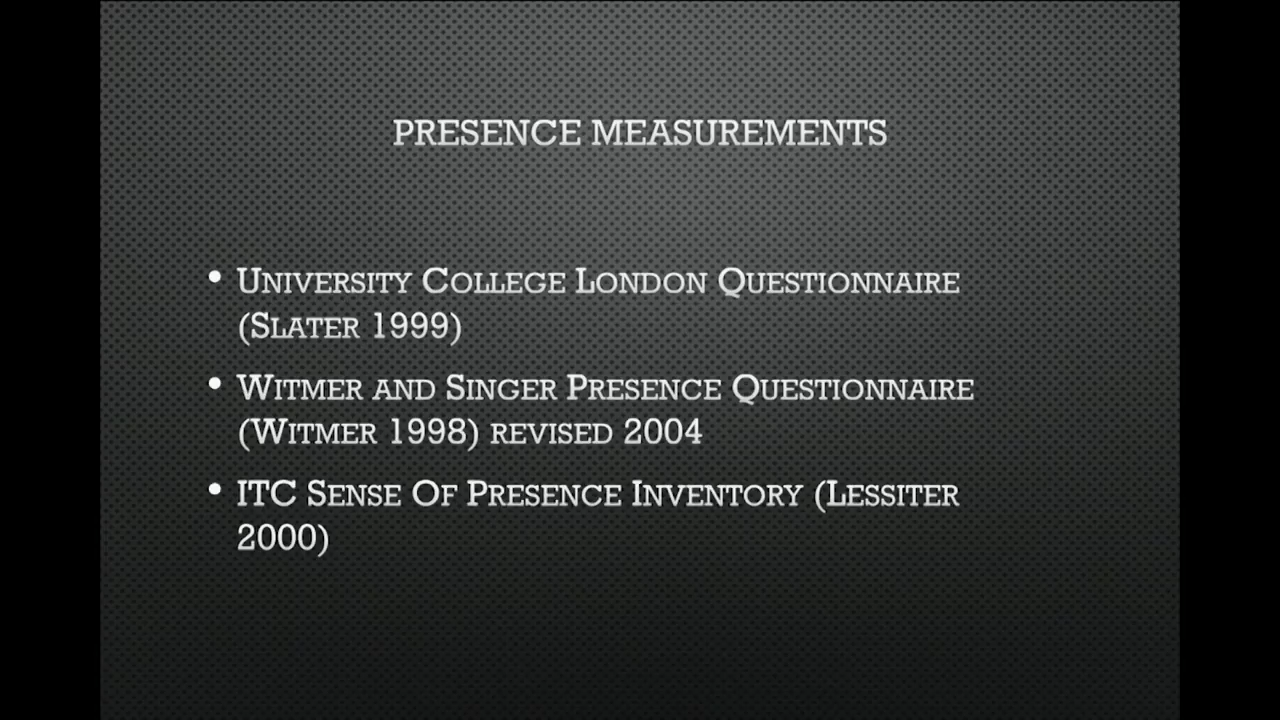 PRESENCE MEASUREMENTS
• UNIVERSITY COLLEGE LONDON QUESTIONNAIRE
(SLATER 1999)
• WITMER AND SINGER PRESENCE QUESTIONNAIRE
(WITMER 1998) REVISED 2004
• ITC SENSE OF PRESENCE INVENTORY (LESSITER
2000)